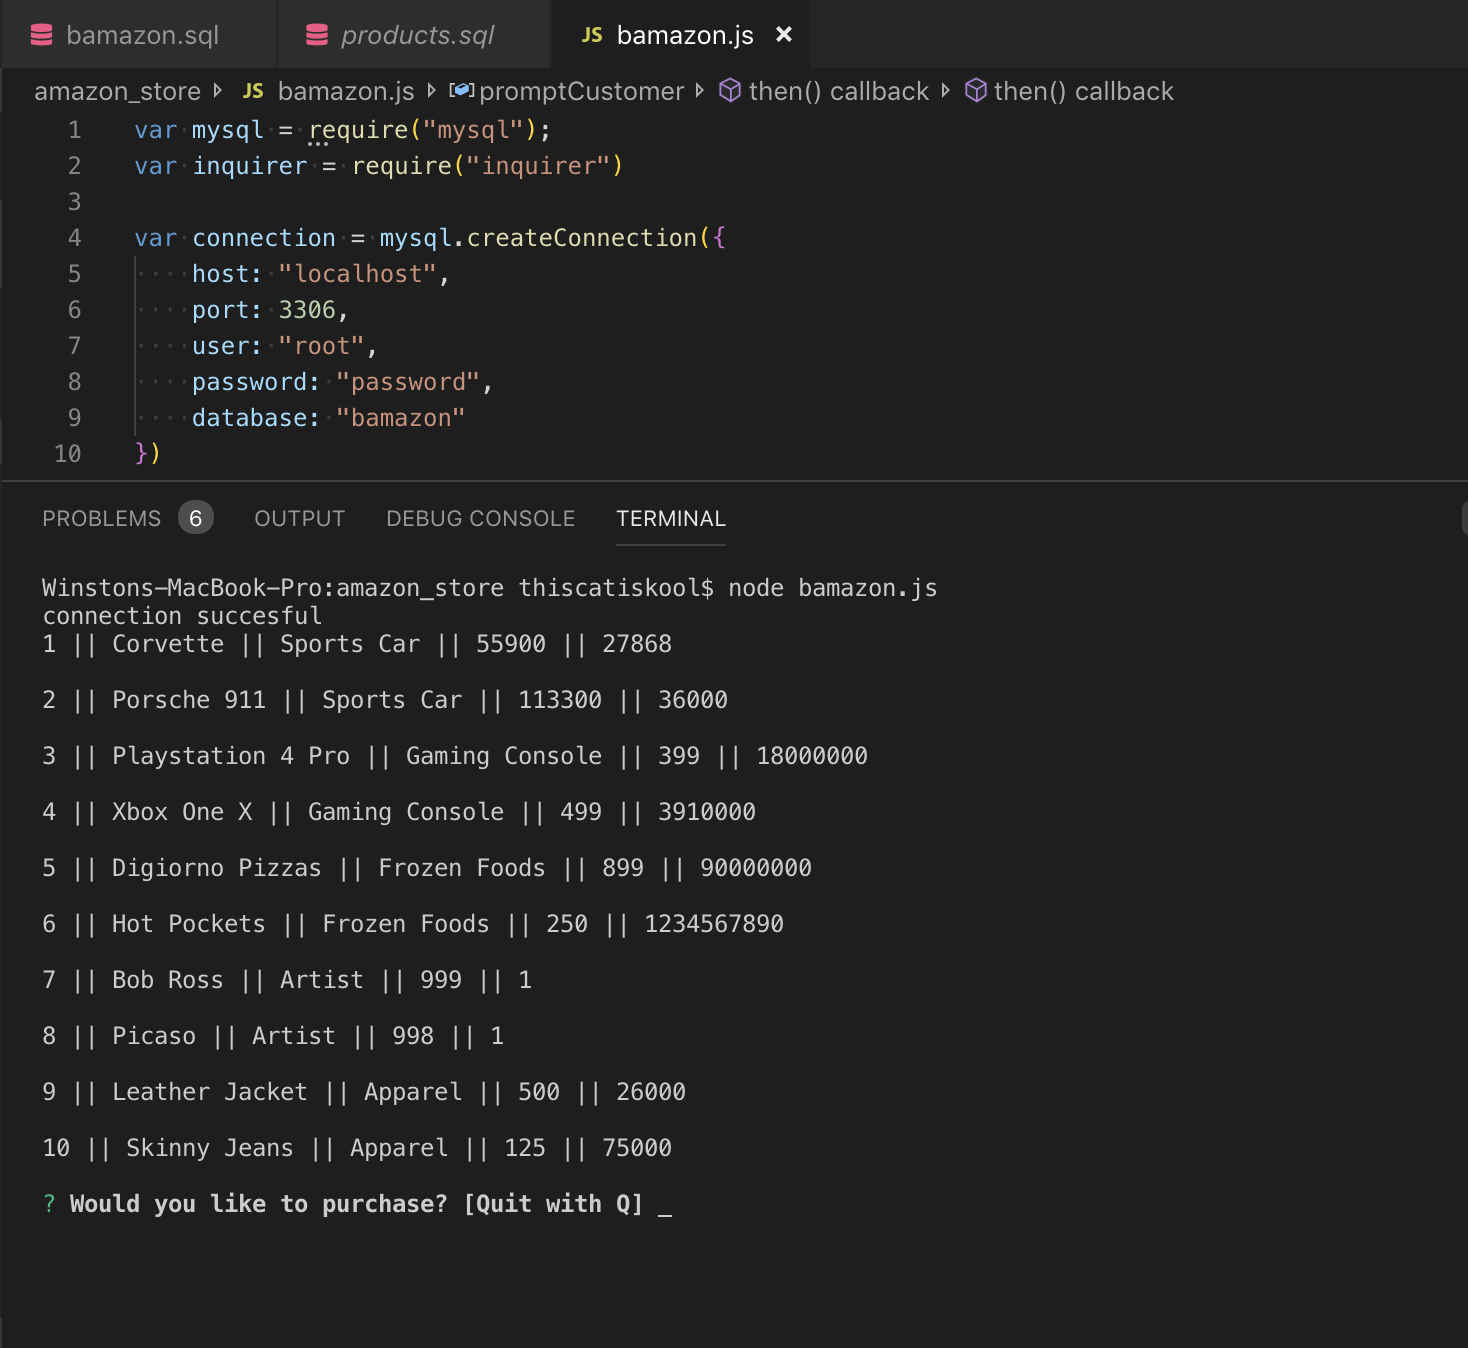 bamazon.sql products.sql JS bamazon.js ×
amazon_store JS bamazon.js promptCustomer then() callback then() callback
1 var mysql = require("mysql");
2 var inquirer = require("inquirer")
3
4 var connection = mysql.createConnection({
5 host: "localhost",
6 port: 3306,
7 user: "root",
8 password: "password",
9 database: "bamazon"
10 })
PROBLEMS 6 OUTPUT DEBUG CONSOLE TERMINAL
Winstons-MacBook-Pro:amazon_store thiscatiskool$ node bamazon.js
connection succesful
1 || Corvette || Sports Car || 55900 || 27868
2 || Porsche 911 || Sports Car || 113300 || 36000
3 || Playstation 4 Pro || Gaming Console || 399 || 18000000
4 || Xbox One X || Gaming Console || 499 || 3910000
5 || Digiorno Pizzas || Frozen Foods || 899 || 90000000
6 || Hot Pockets || Frozen Foods || 250 || 1234567890
7 || Bob Ross || Artist || 999 || 1
8 || Picaso || Artist || 998 || 1
9 || Leather Jacket || Apparel || 500 || 26000
10 || Skinny Jeans || Apparel || 125 || 75000
? Would you like to purchase? [Quit with Q] _